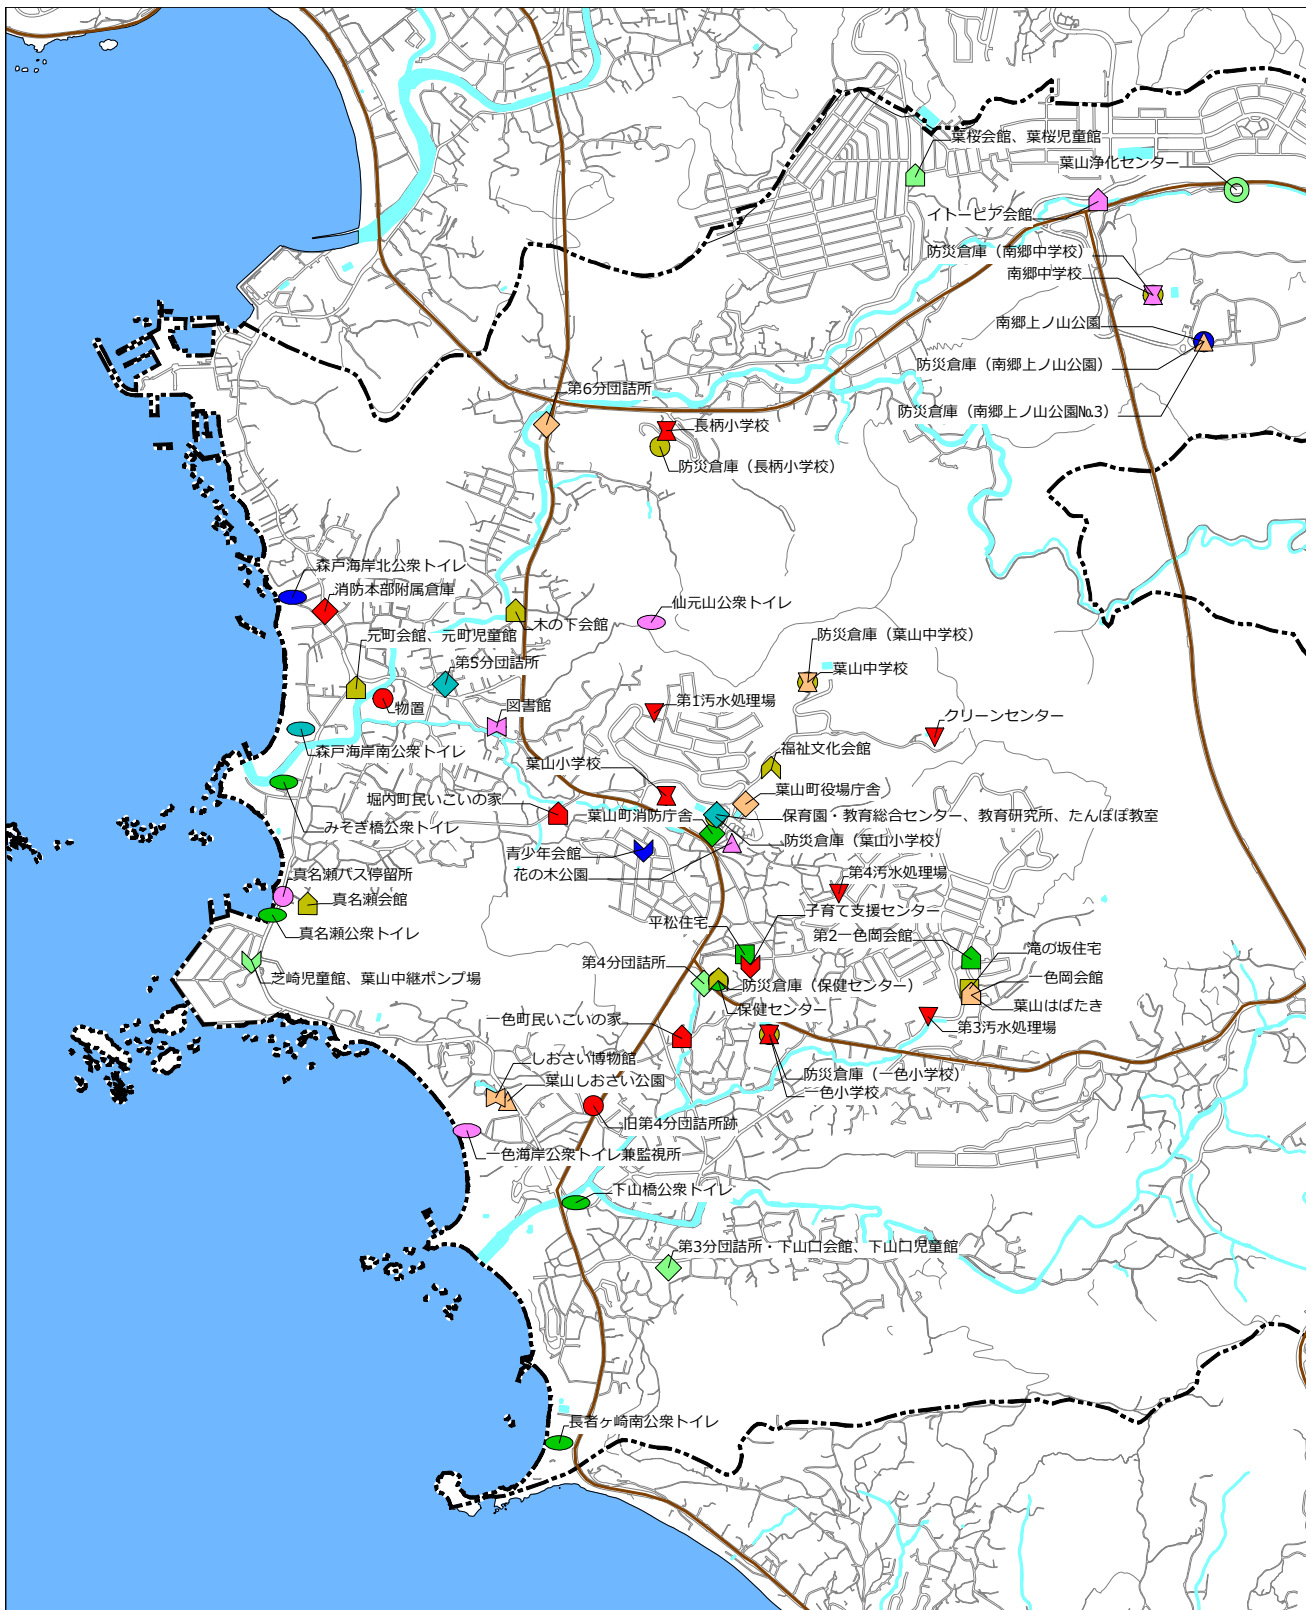 葉桜会館、葉桜児童館
葉山浄化センター
イトーピア会館
防災倉庫（南郷中学校）
南郷中学校
南郷上ノ山公園
防災倉庫（南郷上ノ山公園）
第6分団詰所
防災倉庫（南郷上ノ山公園№3）
長柄小学校
防災倉庫（長柄小学校）
森戸海岸北公衆トイレ
消防本部附属倉庫
仙元山公衆トイレ
木の下会館
元町会館、元町児童館
防災倉庫（葉山中学校）
第5分団詰所
葉山中学校
第1汚水処理場
図書館
物置
クリーンセンター
森戸海岸南公衆トイレ
福祉文化会館
葉山小学校
葉山町役場庁舎
堀内町民いこいの家
葉山町消防庁舎
保育園・教育総合センター、教育研究所、たんぽぽ教室
みそぎ橋公衆トイレ
防災倉庫（葉山小学校）
青少年会館
花の木公園
真名瀬バス停留所
第4汚水処理場
真名瀬会館
子育て支援センター
平松住宅
真名瀬公衆トイレ
第2一色岡会館
滝の坂住宅
第4分団詰所
芝崎児童館、葉山中継ポンプ場
一色岡会館
防災倉庫（保健センター）
葉山はばたき
保健センター
一色町民いこいの家
第3汚水処理場
しおさい博物館
防災倉庫（一色小学校）
葉山しおさい公園
一色小学校
旧第4分団詰所跡
一色海岸公衆トイレ兼監視所
下山橋公衆トイレ
第3分団詰所・下山口会館、下山口児童館
長者ヶ崎南公衆トイレ